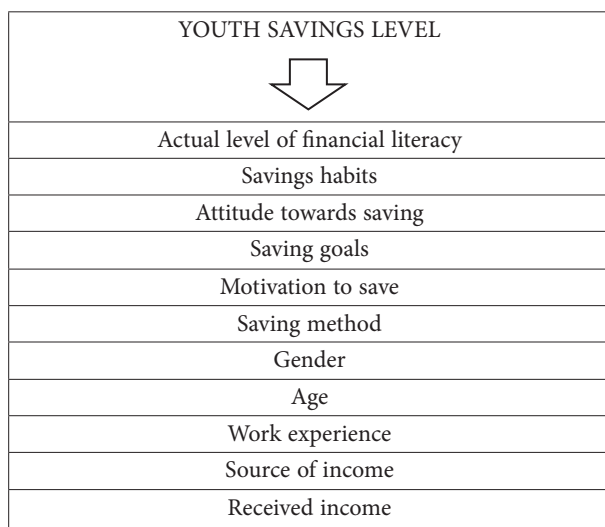 YOUTH SAVINGS LEVEL
Actual level of financial literacy
Savings habits
Attitude towards saving
Saving goals
Motivation to save
Saving method
Gender
Age
Work experience
Source of income
Received income